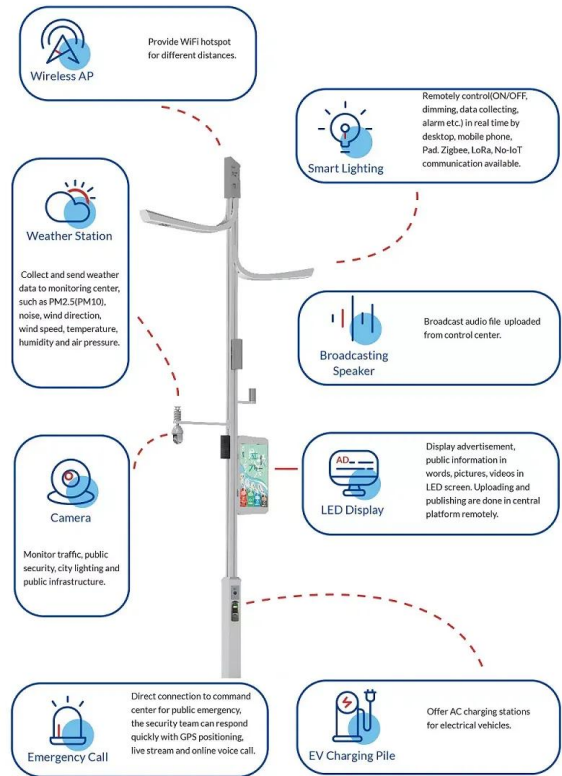 Wireless AP
Provide WiFi hotspot
for different distances.
Smart Lighting
Remotely control(ON/OFF,
dimming, data collecting,
alarm etc.) in real time by
desktop, mobile phone,
Pad. Zigbee, LoRa, No-IoT
communication available.
Weather Station
Collect and send weather
data to monitoring center,
such as PM2.5(PM10),
noise, wind direction,
wind speed, temperature,
humidity and air pressure.
Broadcasting
Speaker
Broadcast audio file uploaded
from control center.
Camera
Monitor traffic, public
security, city lighting and
public infrastructure.
AD
LED Display
Display advertisement,
public information in
words, pictures, videos in
LED screen. Uploading and
publishing are done in central
platform remotely.
Emergency Call
Direct connection to command
center for public emergency,
the security team can respond
quickly with GPS positioning,
live stream and online voice call.
EV Charging Pile
Offer AC charging stations
for electrical vehicles.